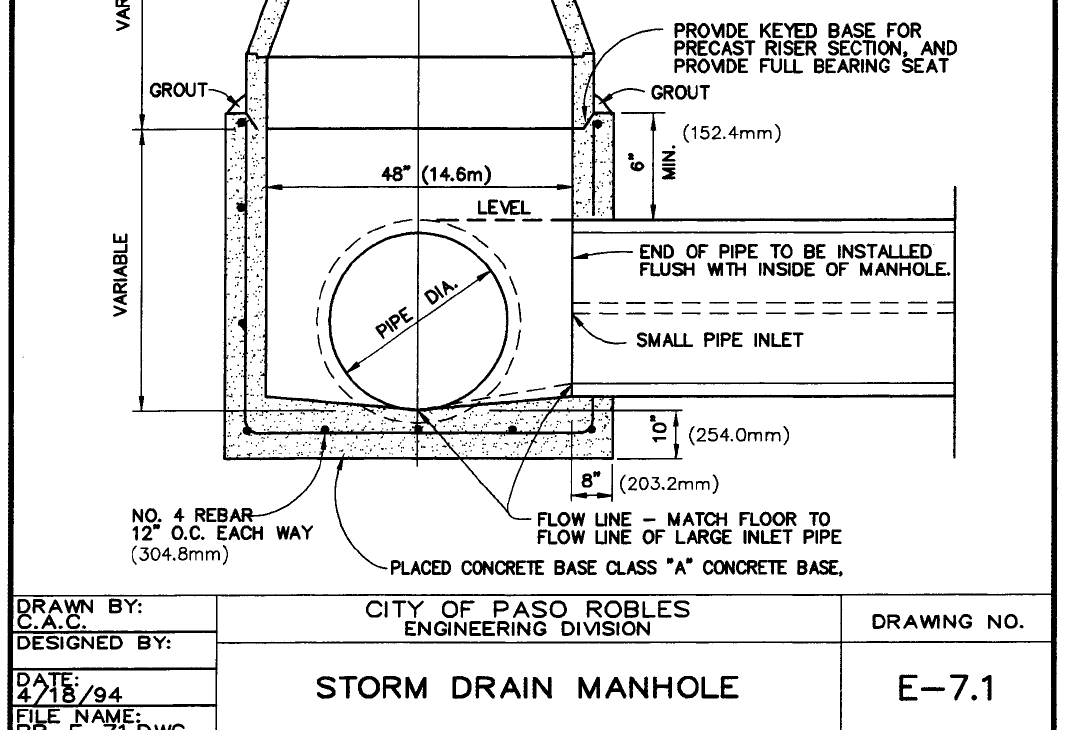 PROVIDE KEYED BASE FOR
PRECAST RISER SECTION, AND
PROVIDE FULL BEARING SEAT
GROUT
GROUT
(152.4mm)
6"
MIN.
48" (14.6m)
LEVEL
END OF PIPE TO BE INSTALLED
FLUSH WITH INSIDE OF MANHOLE.
VARIABLE
PIPE DIA.
SMALL PIPE INLET
10"
(254.0mm)
8"
(203.2mm)
NO. 4 REBAR
12" O.C. EACH WAY
(304.8mm)
FLOW LINE – MATCH FLOOR TO
FLOW LINE OF LARGE INLET PIPE
PLACED CONCRETE BASE CLASS "A" CONCRETE BASE,
DRAWN BY:
C.A.C.
DESIGNED BY:
DATE:
4/18/94
FILE NAME:
CITY OF PASO ROBLES
ENGINEERING DIVISION
STORM DRAIN MANHOLE
DRAWING NO.
E-7.1